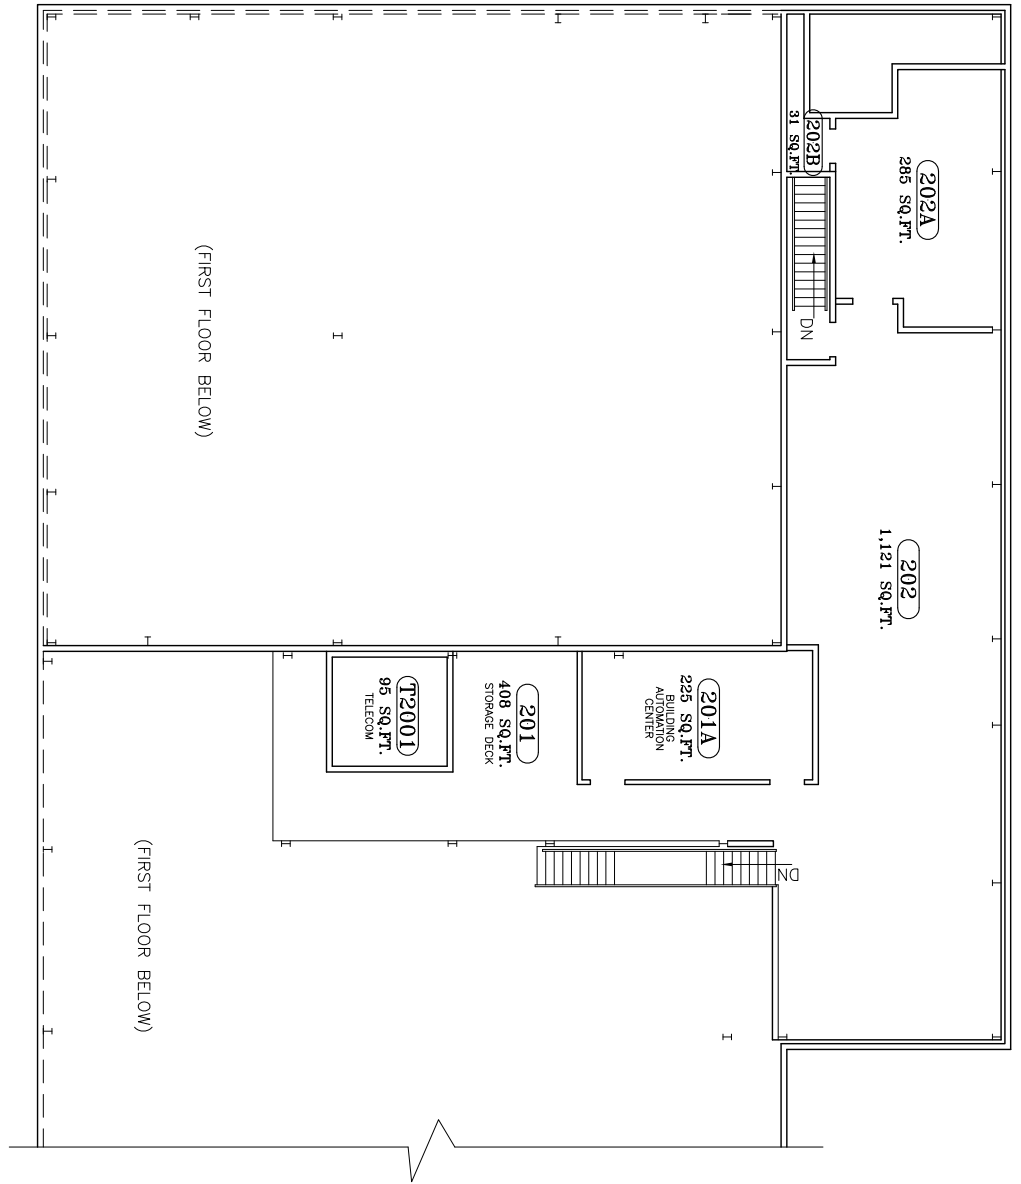 202B
31 SQ.FT.
202A
285 SQ.FT.
DN
(FIRST FLOOR BELOW)
202
1,121 SQ.FT.
T2001
95 SQ.FT.
TELECOM
201
408 SQ.FT.
STORAGE DECK
201A
225 SQ.FT.
BUILDING
AUTOMATION
CENTER
DN
(FIRST FLOOR BELOW)